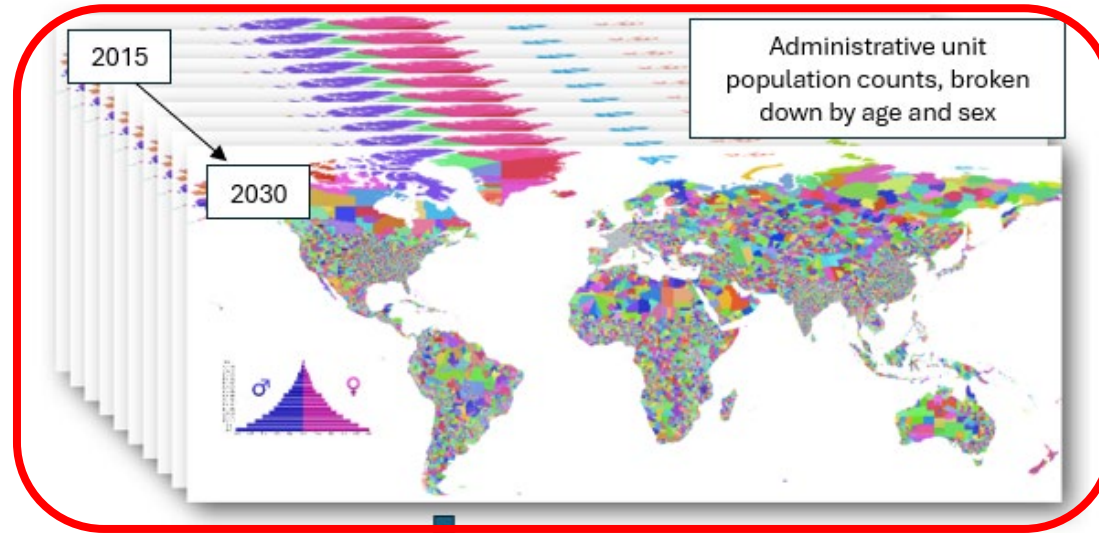 2015
Administrative unit
population counts, broken
down by age and sex
2030
♂ ♀